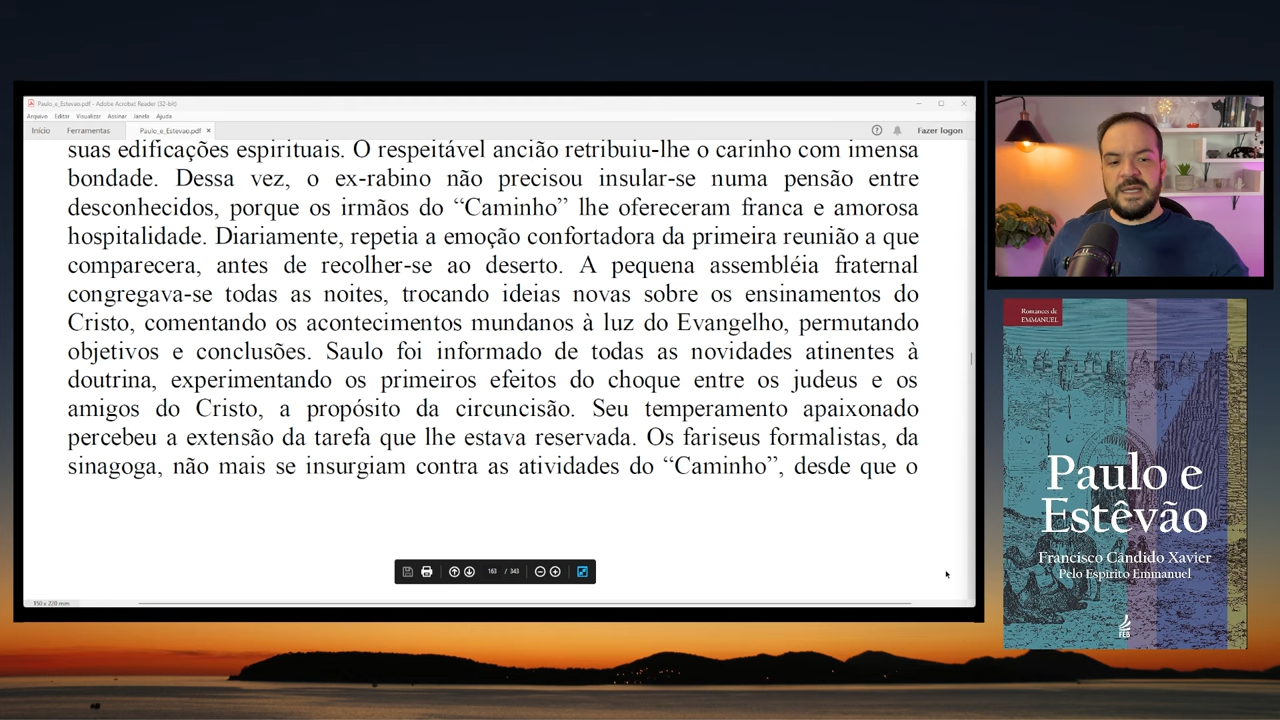 Paulo_e_Estevao.pdf - Adobe Acrobat Reader (32-bit)
Arquivo Editar Visualizar Assinar Janela Ajuda
Início Ferramentas Paulo_e_Estevao.pdf × Fazer logon
suas edificações espirituais. O respeitável ancião retribuiu-lhe o carinho com imensa
bondade. Dessa vez, o ex-rabino não precisou insular-se numa pensão entre
desconhecidos, porque os irmãos do “Caminho” lhe ofereceram franca e amorosa
hospitalidade. Diariamente, repetia a emoção confortadora da primeira reunião a que
comparecera, antes de recolher-se ao deserto. A pequena assembléia fraternal
congregava-se todas as noites, trocando ideias novas sobre os ensinamentos do
Cristo, comentando os acontecimentos mundanos à luz do Evangelho, permutando
objetivos e conclusões. Saulo foi informado de todas as novidades atinentes à
doutrina, experimentando os primeiros efeitos do choque entre os judeus e os
amigos do Cristo, a propósito da circuncisão. Seu temperamento apaixonado
percebeu a extensão da tarefa que lhe estava reservada. Os fariseus formalistas, da
sinagoga, não mais se insurgiam contra as atividades do “Caminho”, desde que o
163 / 343
150 x 220 mm
Romances de
EMMANUEL
Paulo e
Estêvão
Francisco Cândido Xavier
Pelo Espírito Emmanuel
FEB